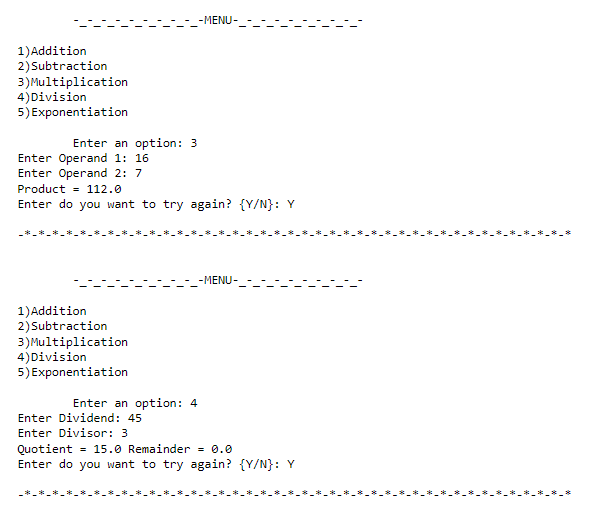 -_-_-_-_-_-_-_-_-_-MENU-_-_-_-_-_-_-_-_-_-
1)Addition
2)Subtraction
3)Multiplication
4)Division
5)Exponentiation
Enter an option: 3
Enter Operand 1: 16
Enter Operand 2: 7
Product = 112.0
Enter do you want to try again? {Y/N}: Y
-*-*-*-*-*-*-*-*-*-*-*-*-*-*-*-*-*-*-*-*-*-*-*-*-*-*-*-*-*-*-*-*-*-*-*-*-*-*-*-*
-_-_-_-_-_-_-_-_-_-MENU-_-_-_-_-_-_-_-_-_-
1)Addition
2)Subtraction
3)Multiplication
4)Division
5)Exponentiation
Enter an option: 4
Enter Dividend: 45
Enter Divisor: 3
Quotient = 15.0 Remainder = 0.0
Enter do you want to try again? {Y/N}: Y
-*-*-*-*-*-*-*-*-*-*-*-*-*-*-*-*-*-*-*-*-*-*-*-*-*-*-*-*-*-*-*-*-*-*-*-*-*-*-*-*